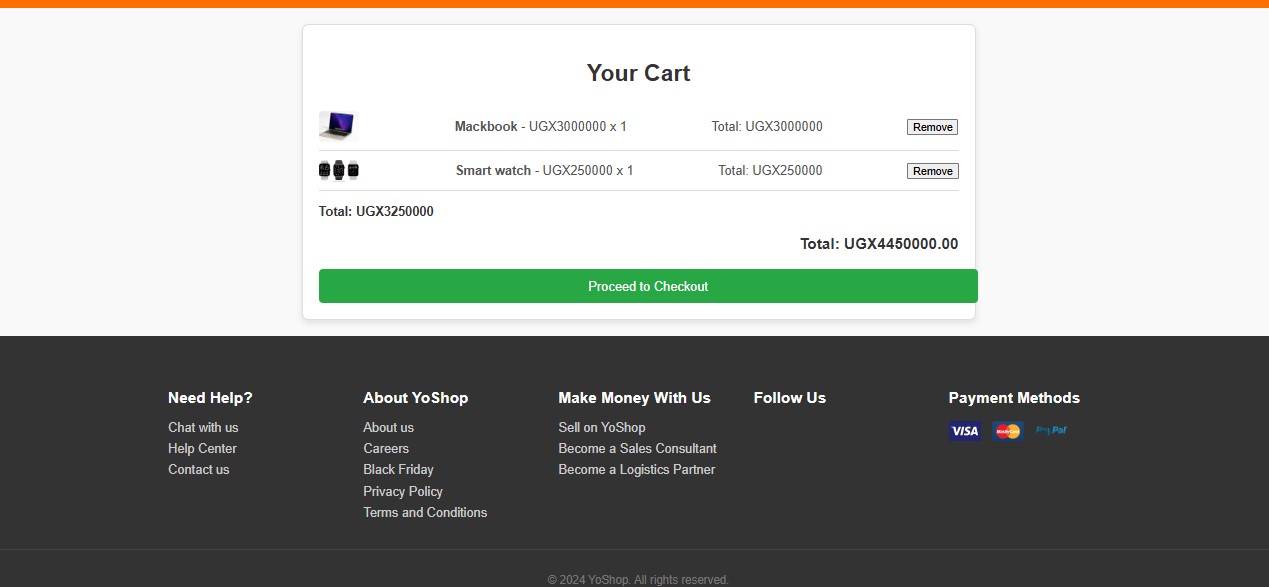 Your Cart
Mackbook - UGX3000000 x 1 Total: UGX3000000 Remove
Smart watch - UGX250000 x 1 Total: UGX250000 Remove
Total: UGX3250000
Total: UGX4450000.00
Proceed to Checkout
Need Help? About YoShop Make Money With Us Follow Us Payment Methods
Chat with us About us Sell on YoShop VISA MasterCard PayPal
Help Center Careers Become a Sales Consultant
Contact us Black Friday Become a Logistics Partner
Privacy Policy
Terms and Conditions
© 2024 YoShop. All rights reserved.